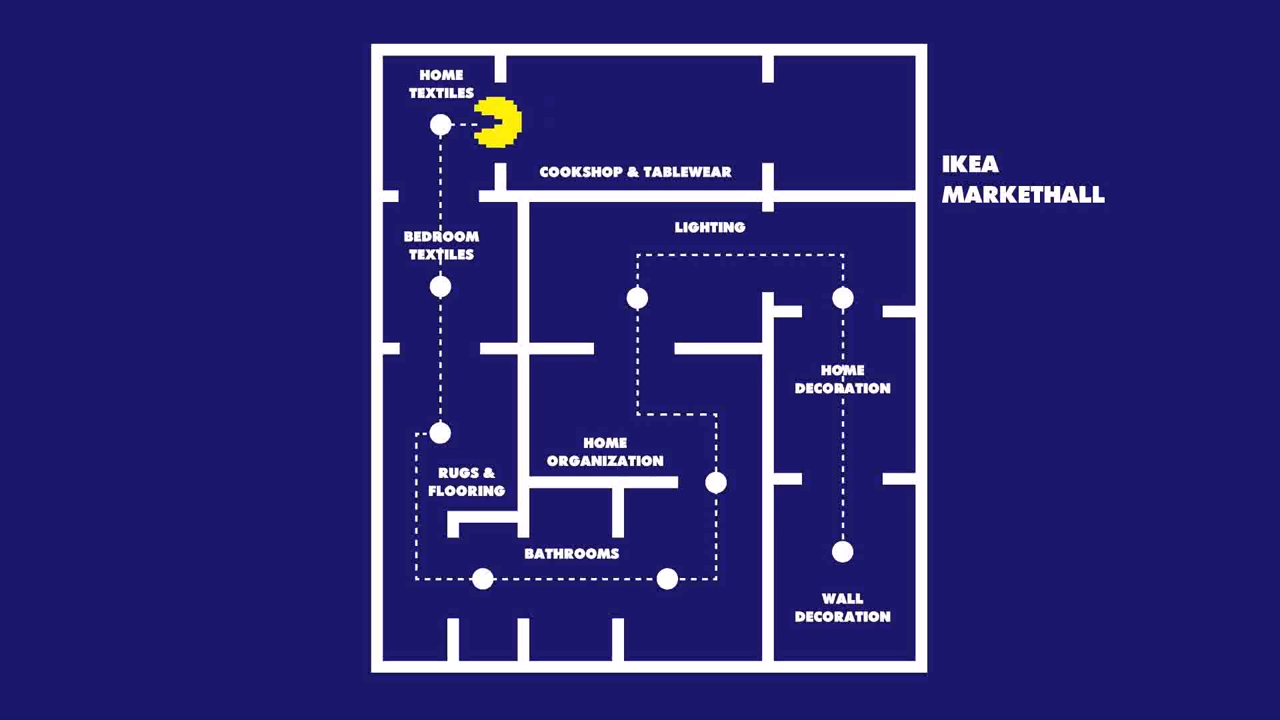 HOME
TEXTILES
COOKSHOP & TABLEWEAR
IKEA
MARKETHALL
LIGHTING
BEDROOM
TEXTILES
HOME
DECORATION
HOME
ORGANIZATION
RUGS &
FLOORING
BATHROOMS
WALL
DECORATION